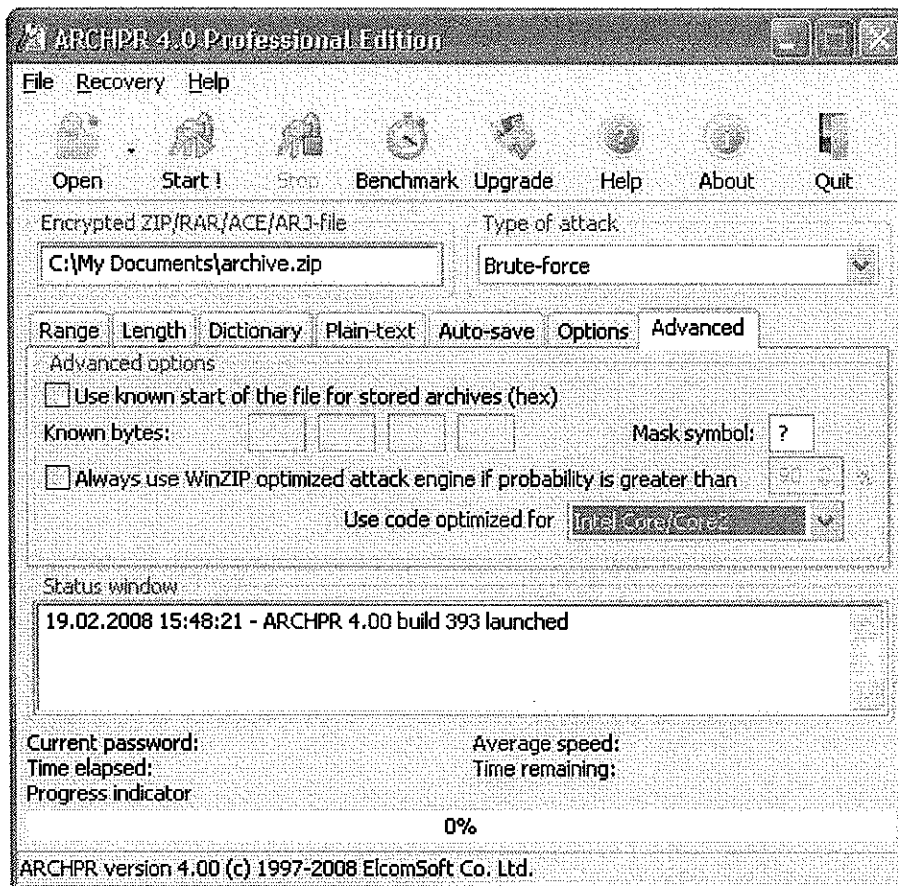 ARCHPR 4.0 Professional Edition
File Recovery Help
Open Start ! Stop Benchmark Upgrade Help About Quit
Encrypted ZIP/RAR/ACE/ARJ-file Type of attack
C:\My Documents\archive.zip Brute-force
Range Length Dictionary Plain-text Auto-save Options Advanced
Advanced options
Use known start of the file for stored archives (hex)
Known bytes: Mask symbol: ?
Always use WinZIP optimized attack engine if probability is greater than 90 %
Use code optimized for Intel Core/Core2
Status window
19.02.2008 15:48:21 - ARCHPR 4.00 build 393 launched
Current password: Average speed:
Time elapsed: Time remaining:
Progress indicator
0%
ARCHPR version 4.00 (c) 1997-2008 ElcomSoft Co. Ltd.